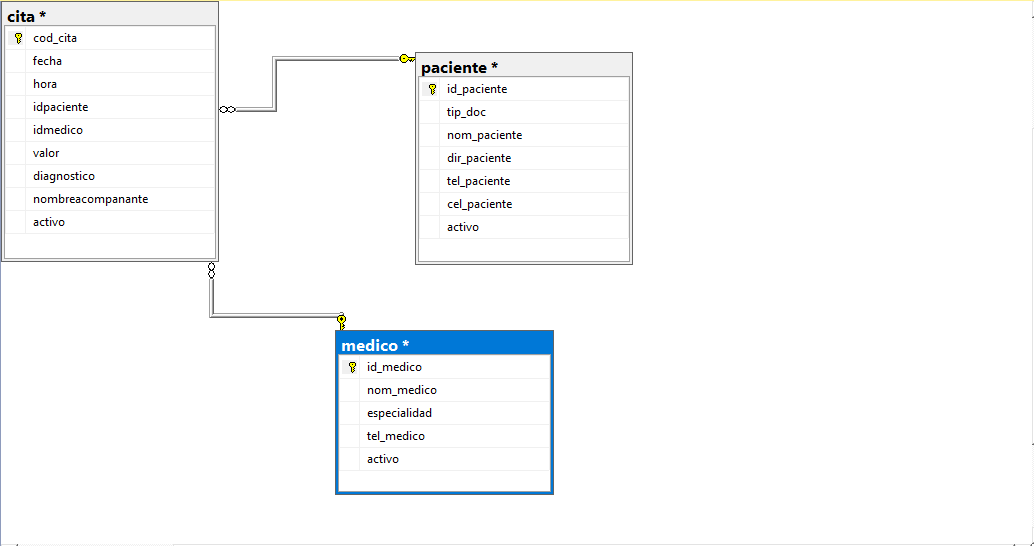 cita *
cod_cita
fecha
hora
idpaciente
idmedico
valor
diagnostico
nombreacompanante
activo
paciente *
id_paciente
tip_doc
nom_paciente
dir_paciente
tel_paciente
cel_paciente
activo
medico *
id_medico
nom_medico
especialidad
tel_medico
activo